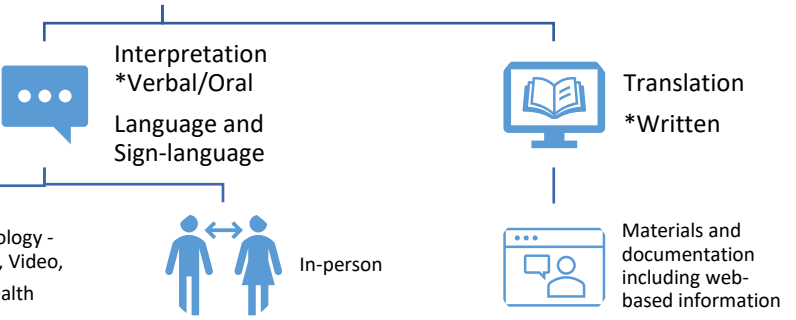 Interpretation
*Verbal/Oral
Language and
Sign-language
Translation
*Written
ology -
, Video,
ealth
In-person
Materials and
documentation
including web-
based information